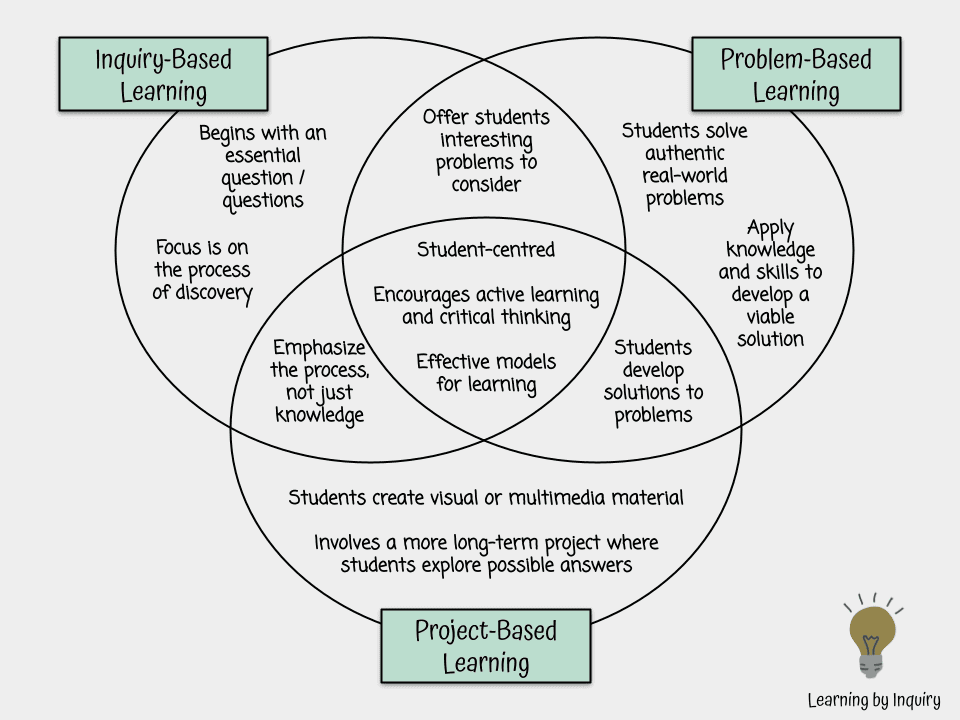 Inquiry-Based
Learning
Problem-Based
Learning
Begins with an
essential
question /
questions
Focus is on
the process
of discovery
Offer students
interesting
problems to
consider
Students solve
authentic
real-world
problems
Apply
knowledge
and skills to
develop a
viable
solution
Student-centred
Encourages active learning
and critical thinking
Effective models
for learning
Emphasize
the process,
not just
knowledge
Students
develop
solutions to
problems
Students create visual or multimedia material
Involves a more long-term project where
students explore possible answers
Project-Based
Learning
Learning by Inquiry